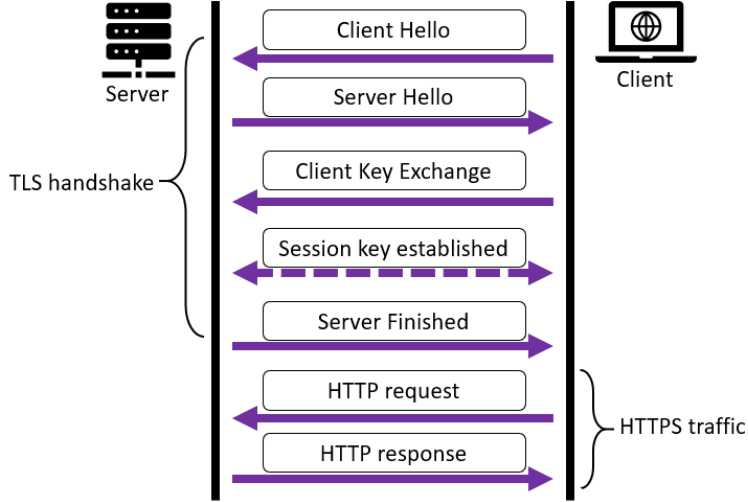 Client Hello
Server
Client
Server Hello
TLS handshake
Client Key Exchange
Session key established
Server Finished
HTTP request
HTTPS traffic
HTTP response